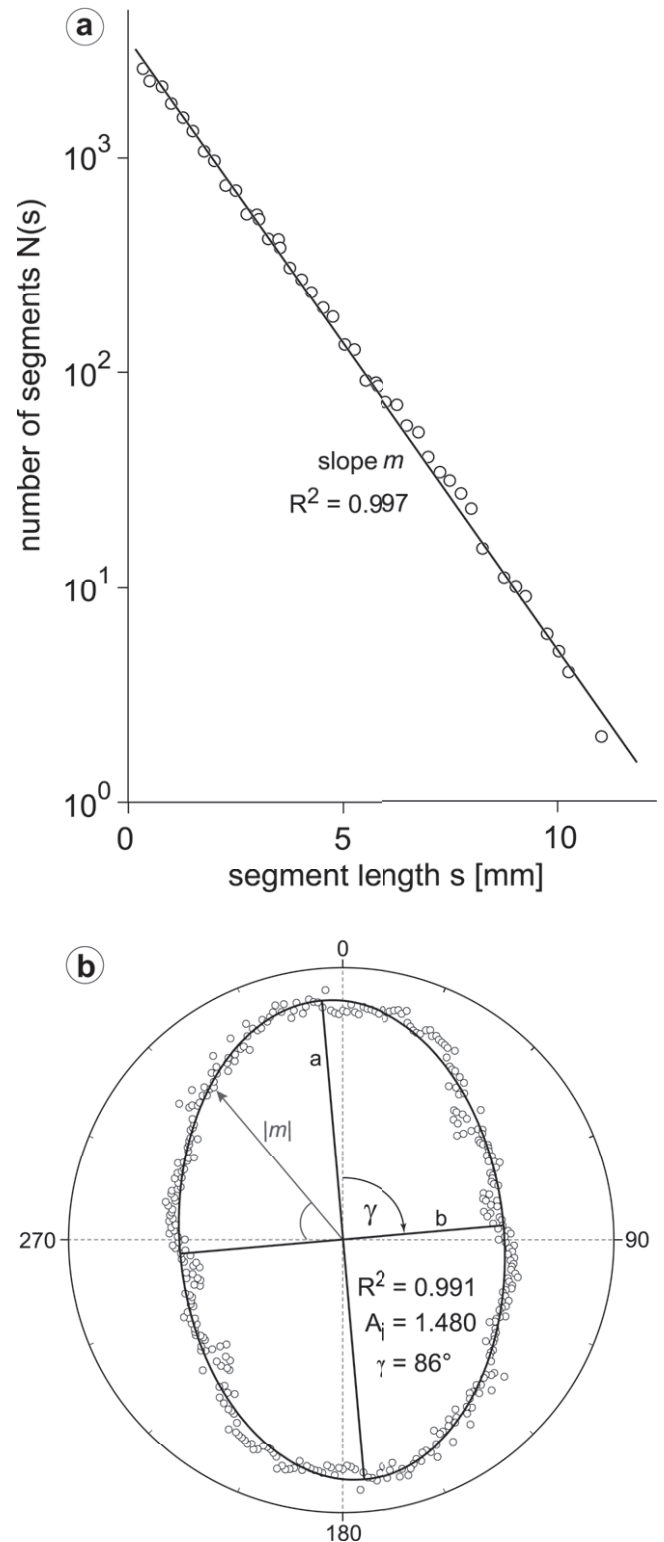 a
number of segments N(s)
10³
10²
10¹
10⁰
slope m
R² = 0.997
0
5
10
segment length s [mm]
b
0
a
|m|
γ
b
270
90
R² = 0.991
Aᵢ = 1.480
γ = 86°
180